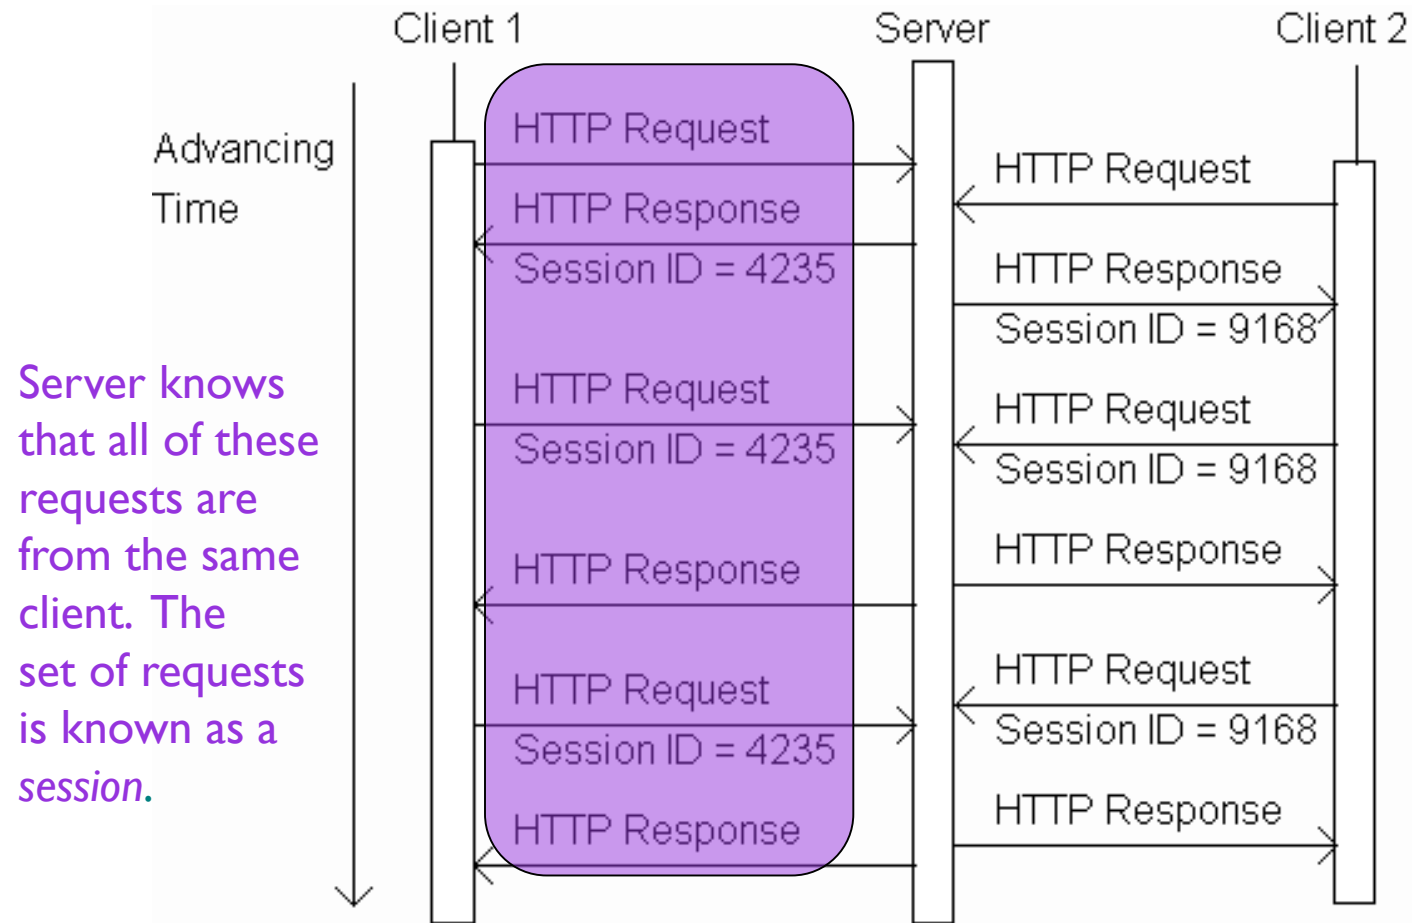 Client 1
Server
Client 2
Advancing
Time
HTTP Request
HTTP Response
Session ID = 4235
HTTP Request
Session ID = 4235
HTTP Response
HTTP Request
Session ID = 4235
HTTP Response
HTTP Request
HTTP Response
Session ID = 9168
HTTP Request
Session ID = 9168
HTTP Response
HTTP Request
Session ID = 9168
HTTP Response
Server knows
that all of these
requests are
from the same
client. The
set of requests
is known as a
session.